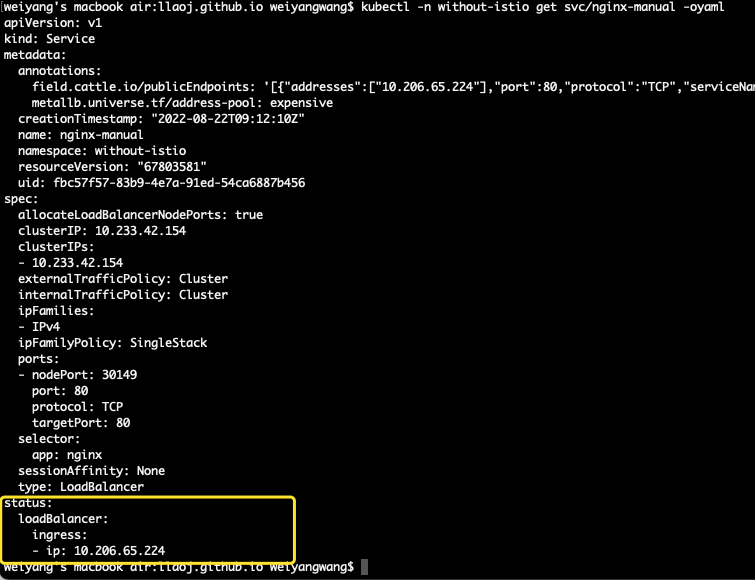 [weiyang's macbook air:llaoj.github.io weiyangwang$ kubectl -n without-istio get svc/nginx-manual -oyaml
apiVersion: v1
kind: Service
metadata:
  annotations:
    field.cattle.io/publicEndpoints: '[{"addresses":["10.206.65.224"],"port":80,"protocol":"TCP","serviceNam
    metallb.universe.tf/address-pool: expensive
  creationTimestamp: "2022-08-22T09:12:10Z"
  name: nginx-manual
  namespace: without-istio
  resourceVersion: "67803581"
  uid: fbc57f57-83b9-4e7a-91ed-54ca6887b456
spec:
  allocateLoadBalancerNodePorts: true
  clusterIP: 10.233.42.154
  clusterIPs:
  - 10.233.42.154
  externalTrafficPolicy: Cluster
  internalTrafficPolicy: Cluster
  ipFamilies:
  - IPv4
  ipFamilyPolicy: SingleStack
  ports:
  - nodePort: 30149
    port: 80
    protocol: TCP
    targetPort: 80
  selector:
    app: nginx
  sessionAffinity: None
  type: LoadBalancer
status:
  loadBalancer:
    ingress:
    - ip: 10.206.65.224
weiyang's macbook air:llaoj.github.io weiyangwang$